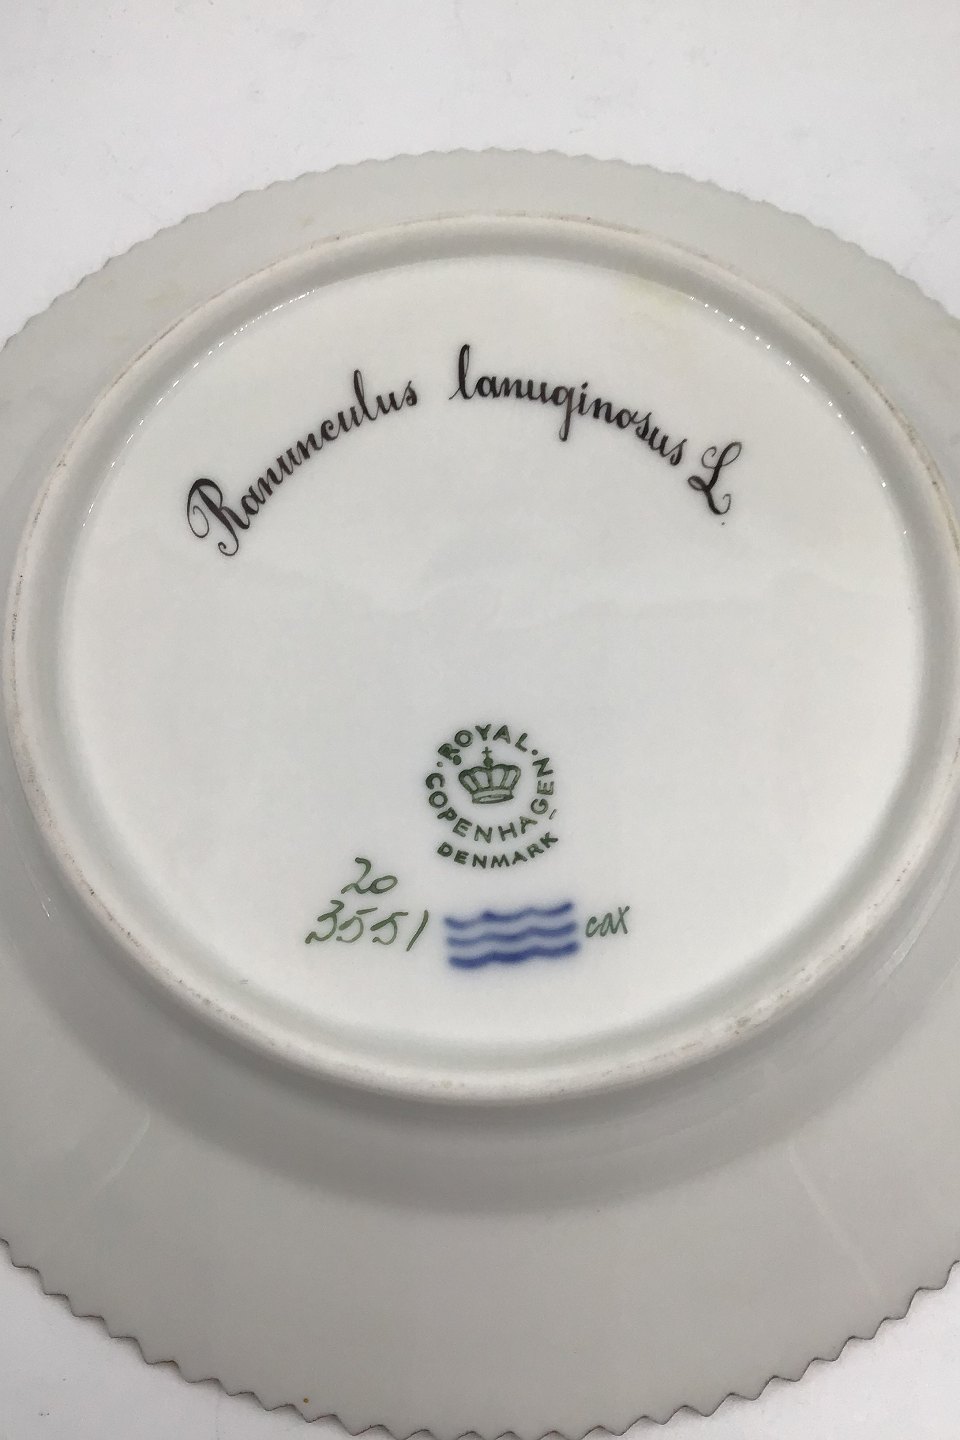 Ranunculus lanuginosus L.
ROYAL
COPENHAGEN
DENMARK
20
3551 cax